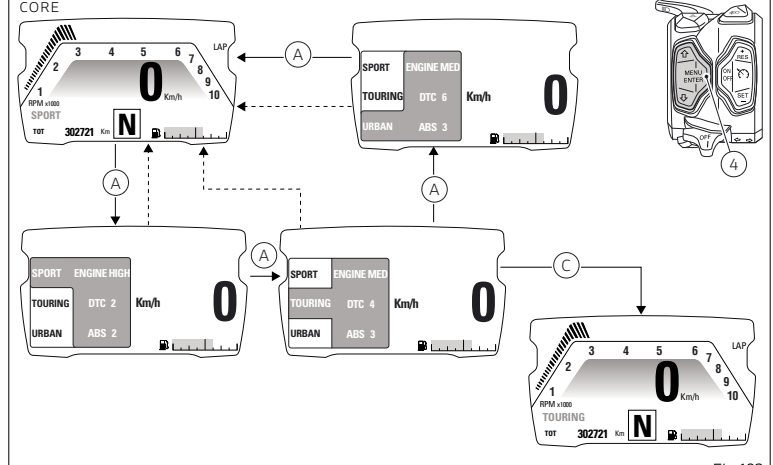 CORE
3 4 5 6 7 8 9 10
2
1
LAP
0
Km/h
RPM x1000
SPORT
TOT 302721 Km N
A
SPORT ENGINE MED
TOURING DTC 6 Km/h 0
URBAN ABS 3
RES
MENU
ENTER
ON
OFF
SET
OFF
4
A
A
SPORT ENGINE HIGH
TOURING DTC 2 Km/h 0
URBAN ABS 2
A
SPORT ENGINE MED
TOURING DTC 4 Km/h 0
URBAN ABS 3
C
3 4 5 6 7 8 9 10
2
1
LAP
0
Km/h
RPM x1000
TOURING
TOT 302721 Km N